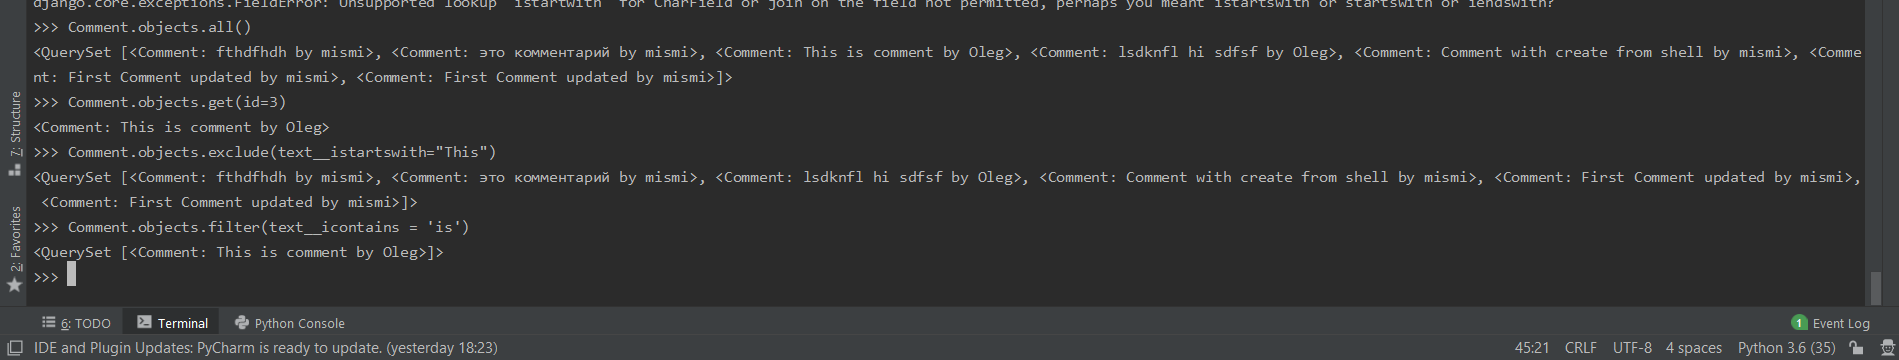 django.core.exceptions.FieldError: Unsupported lookup 'istartwith' for CharField or join on the field not permitted, perhaps you meant istartswith or startswith or iendswith?
>>> Comment.objects.all()
<QuerySet [<Comment: fthdfhdh by mismi>, <Comment: это комментарий by mismi>, <Comment: This is comment by Oleg>, <Comment: lsdknfl hi sdfsf by Oleg>, <Comment: Comment with create from shell by mismi>, <Comme
nt: First Comment updated by mismi>, <Comment: First Comment updated by mismi>]>
>>> Comment.objects.get(id=3)
<Comment: This is comment by Oleg>
>>> Comment.objects.exclude(text__istartswith="This")
<QuerySet [<Comment: fthdfhdh by mismi>, <Comment: это комментарий by mismi>, <Comment: lsdknfl hi sdfsf by Oleg>, <Comment: Comment with create from shell by mismi>, <Comment: First Comment updated by mismi>,
<Comment: First Comment updated by mismi>]>
>>> Comment.objects.filter(text__icontains = 'is')
<QuerySet [<Comment: This is comment by Oleg>]>
>>>
7: Structure
2: Favorites
6: TODO
Terminal
Python Console
1 Event Log
IDE and Plugin Updates: PyCharm is ready to update. (yesterday 18:23)
45:21 CRLF UTF-8 4 spaces Python 3.6 (35)